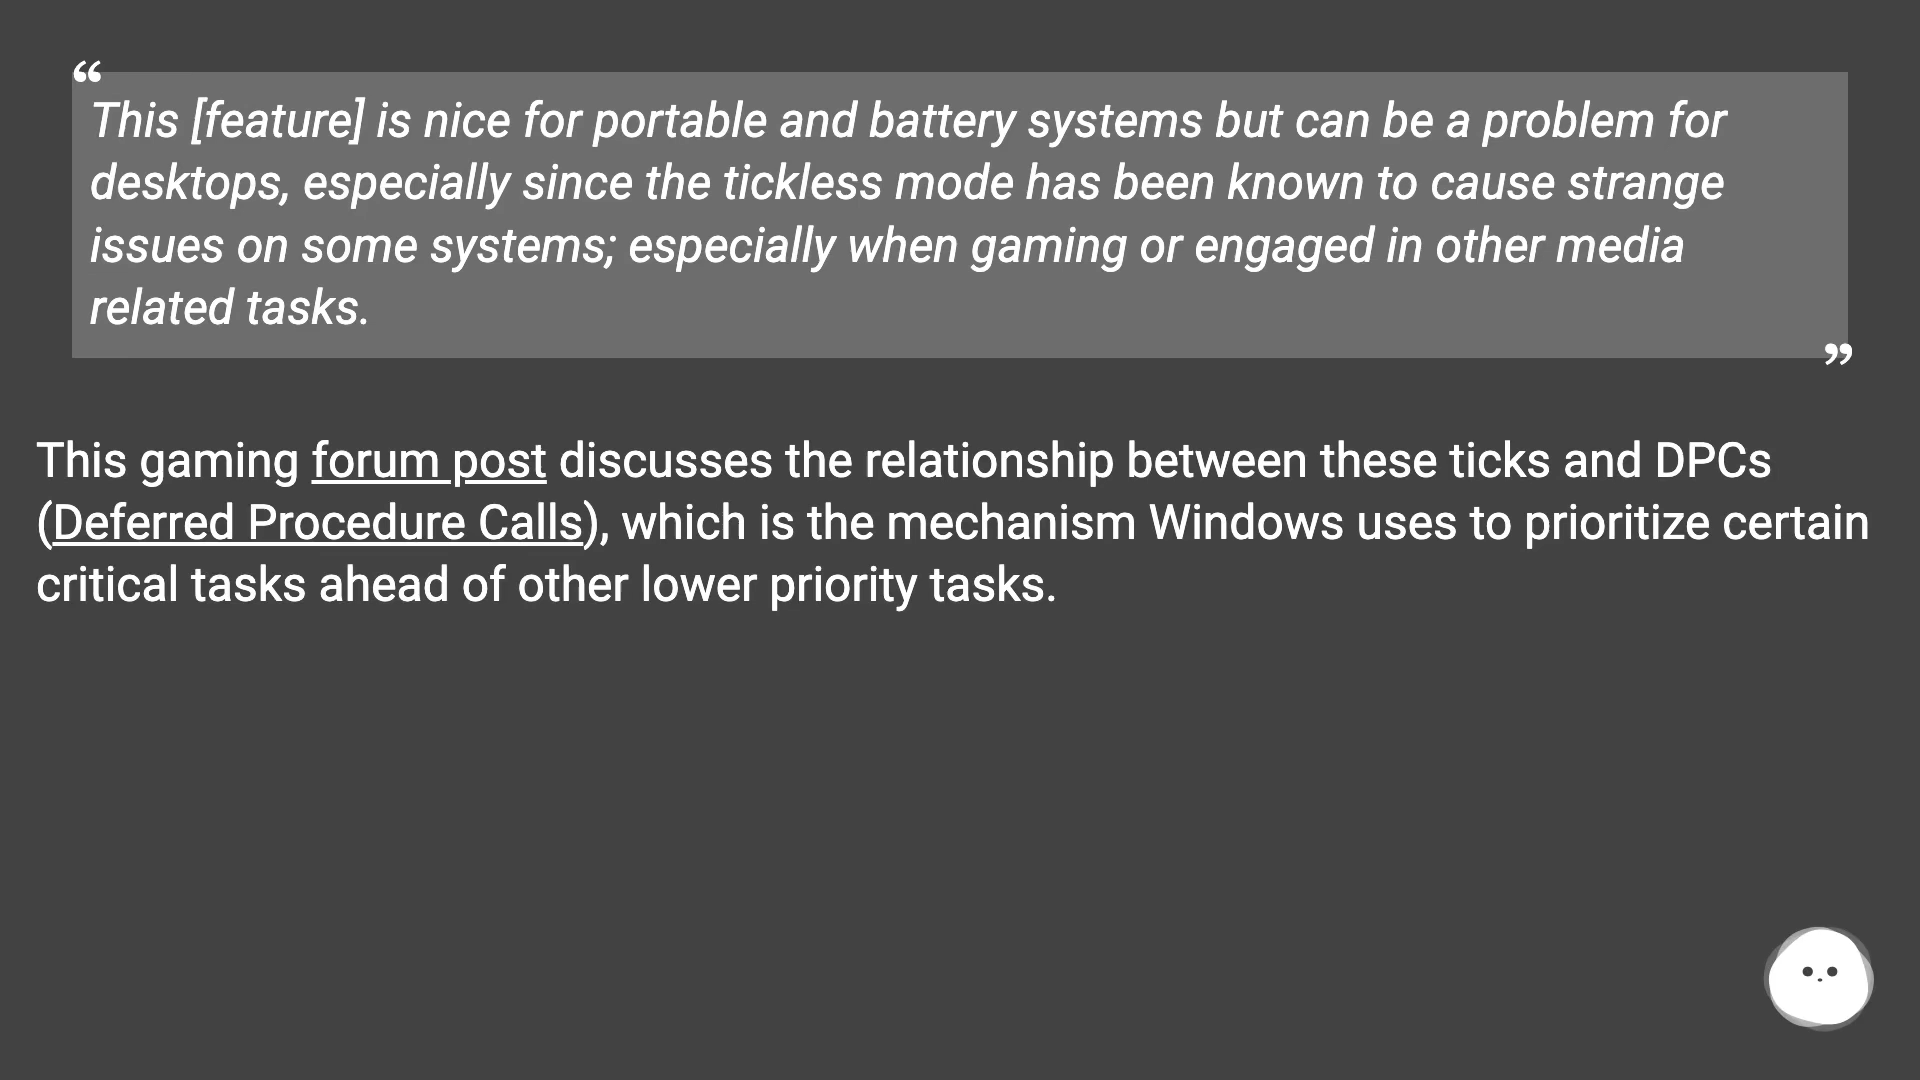 “
This [feature] is nice for portable and battery systems but can be a problem for
desktops, especially since the tickless mode has been known to cause strange
issues on some systems; especially when gaming or engaged in other media
related tasks.
”
This gaming forum post discusses the relationship between these ticks and DPCs
(Deferred Procedure Calls), which is the mechanism Windows uses to prioritize certain
critical tasks ahead of other lower priority tasks.